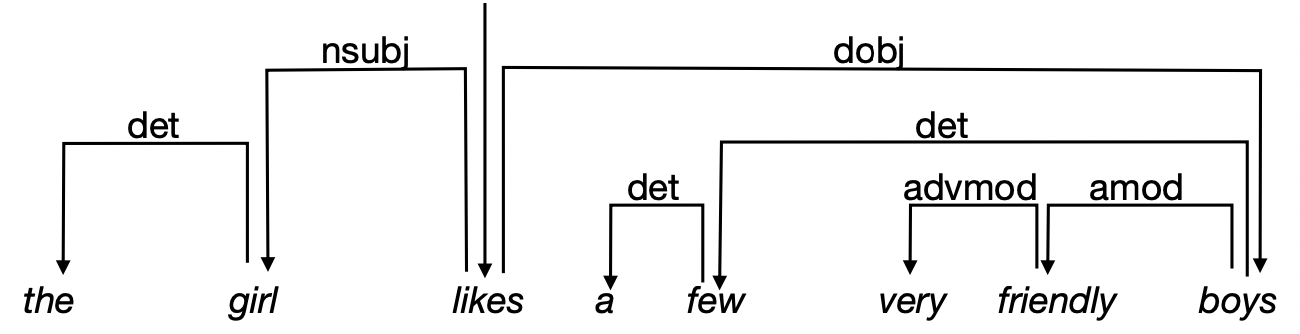 nsubj dobj
det det
det advmod amod
the girl likes a few very friendly boys